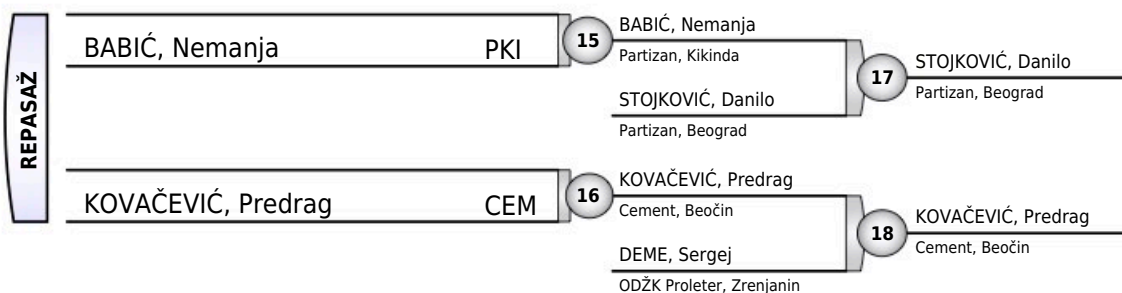 REPASAŽ
BABIĆ, Nemanja PKI
15
BABIĆ, Nemanja
Partizan, Kikinda
STOJKOVIĆ, Danilo
Partizan, Beograd
17
STOJKOVIĆ, Danilo
Partizan, Beograd
KOVAČEVIĆ, Predrag CEM
16
KOVAČEVIĆ, Predrag
Cement, Beočin
DEME, Sergej
ODŽK Proleter, Zrenjanin
18
KOVAČEVIĆ, Predrag
Cement, Beočin